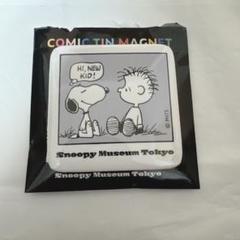 COMIC TIN MAGNET
HI, NEW
KID!
Snoopy Museum Tokyo
Snoopy Museum Tokyo